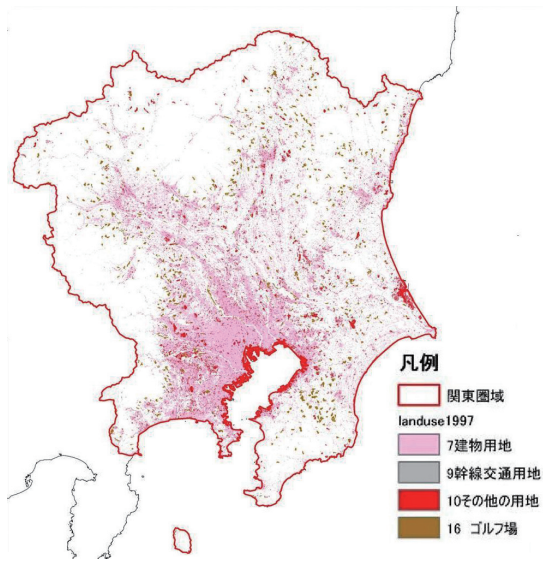 凡例
関東圏域
landuse1997
7建物用地
9幹線交通用地
10その他の用地
16 ゴルフ場